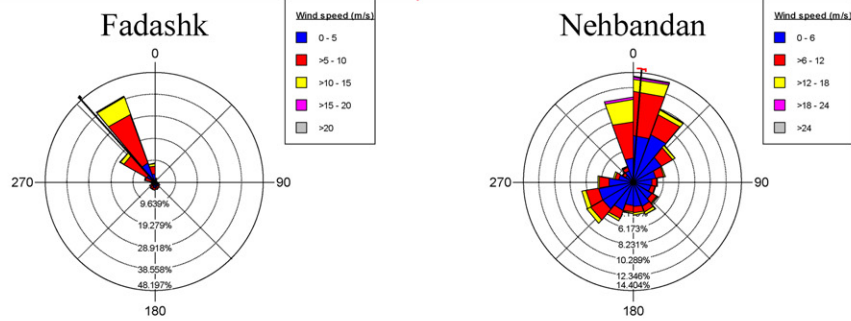 Fadashk
0
270
90
180
9.639%
19.279%
28.918%
38.558%
48.197%
Wind speed (m/s)
0 - 5
>5 - 10
>10 - 15
>15 - 20
>20
Nehbandan
0
270
90
180
6.173%
8.231%
10.289%
12.346%
14.404%
Wind speed (m/s)
0 - 6
>6 - 12
>12 - 18
>18 - 24
>24